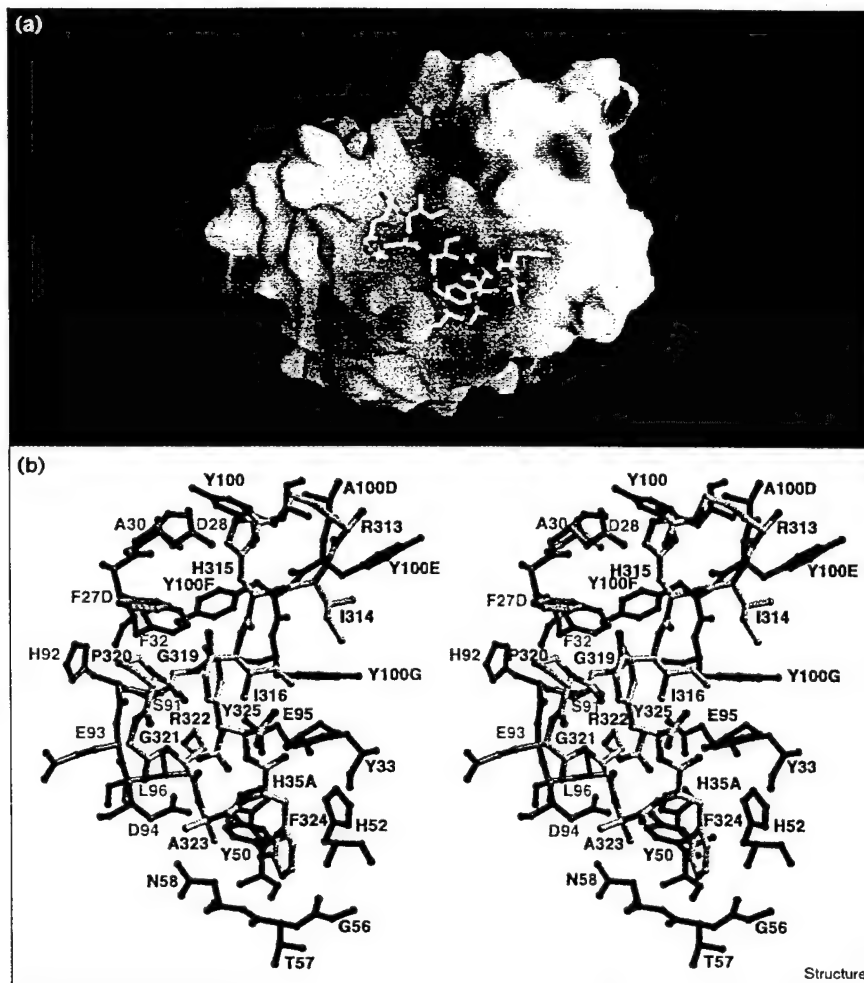 (a)
(b)
Y100 A100D
A30 D28 R313
H315 Y100E
Y100F
F27D I314
F32
H92 P320 G319 Y100G
S91 I316
R322 Y325 E95
E93 G321 Y33
L96 H35A
D94 F324 H52
A323 Y50
N58
G56
T57
Y100 A100D
A30 D28 R313
H315 Y100E
Y100F
F27D I314
F32
H92 P320 G319 Y100G
S91 I316
R322 Y325 E95
E93 G321 Y33
L96 H35A
D94 F324 H52
A323 Y50
N58
G56
T57
Structure